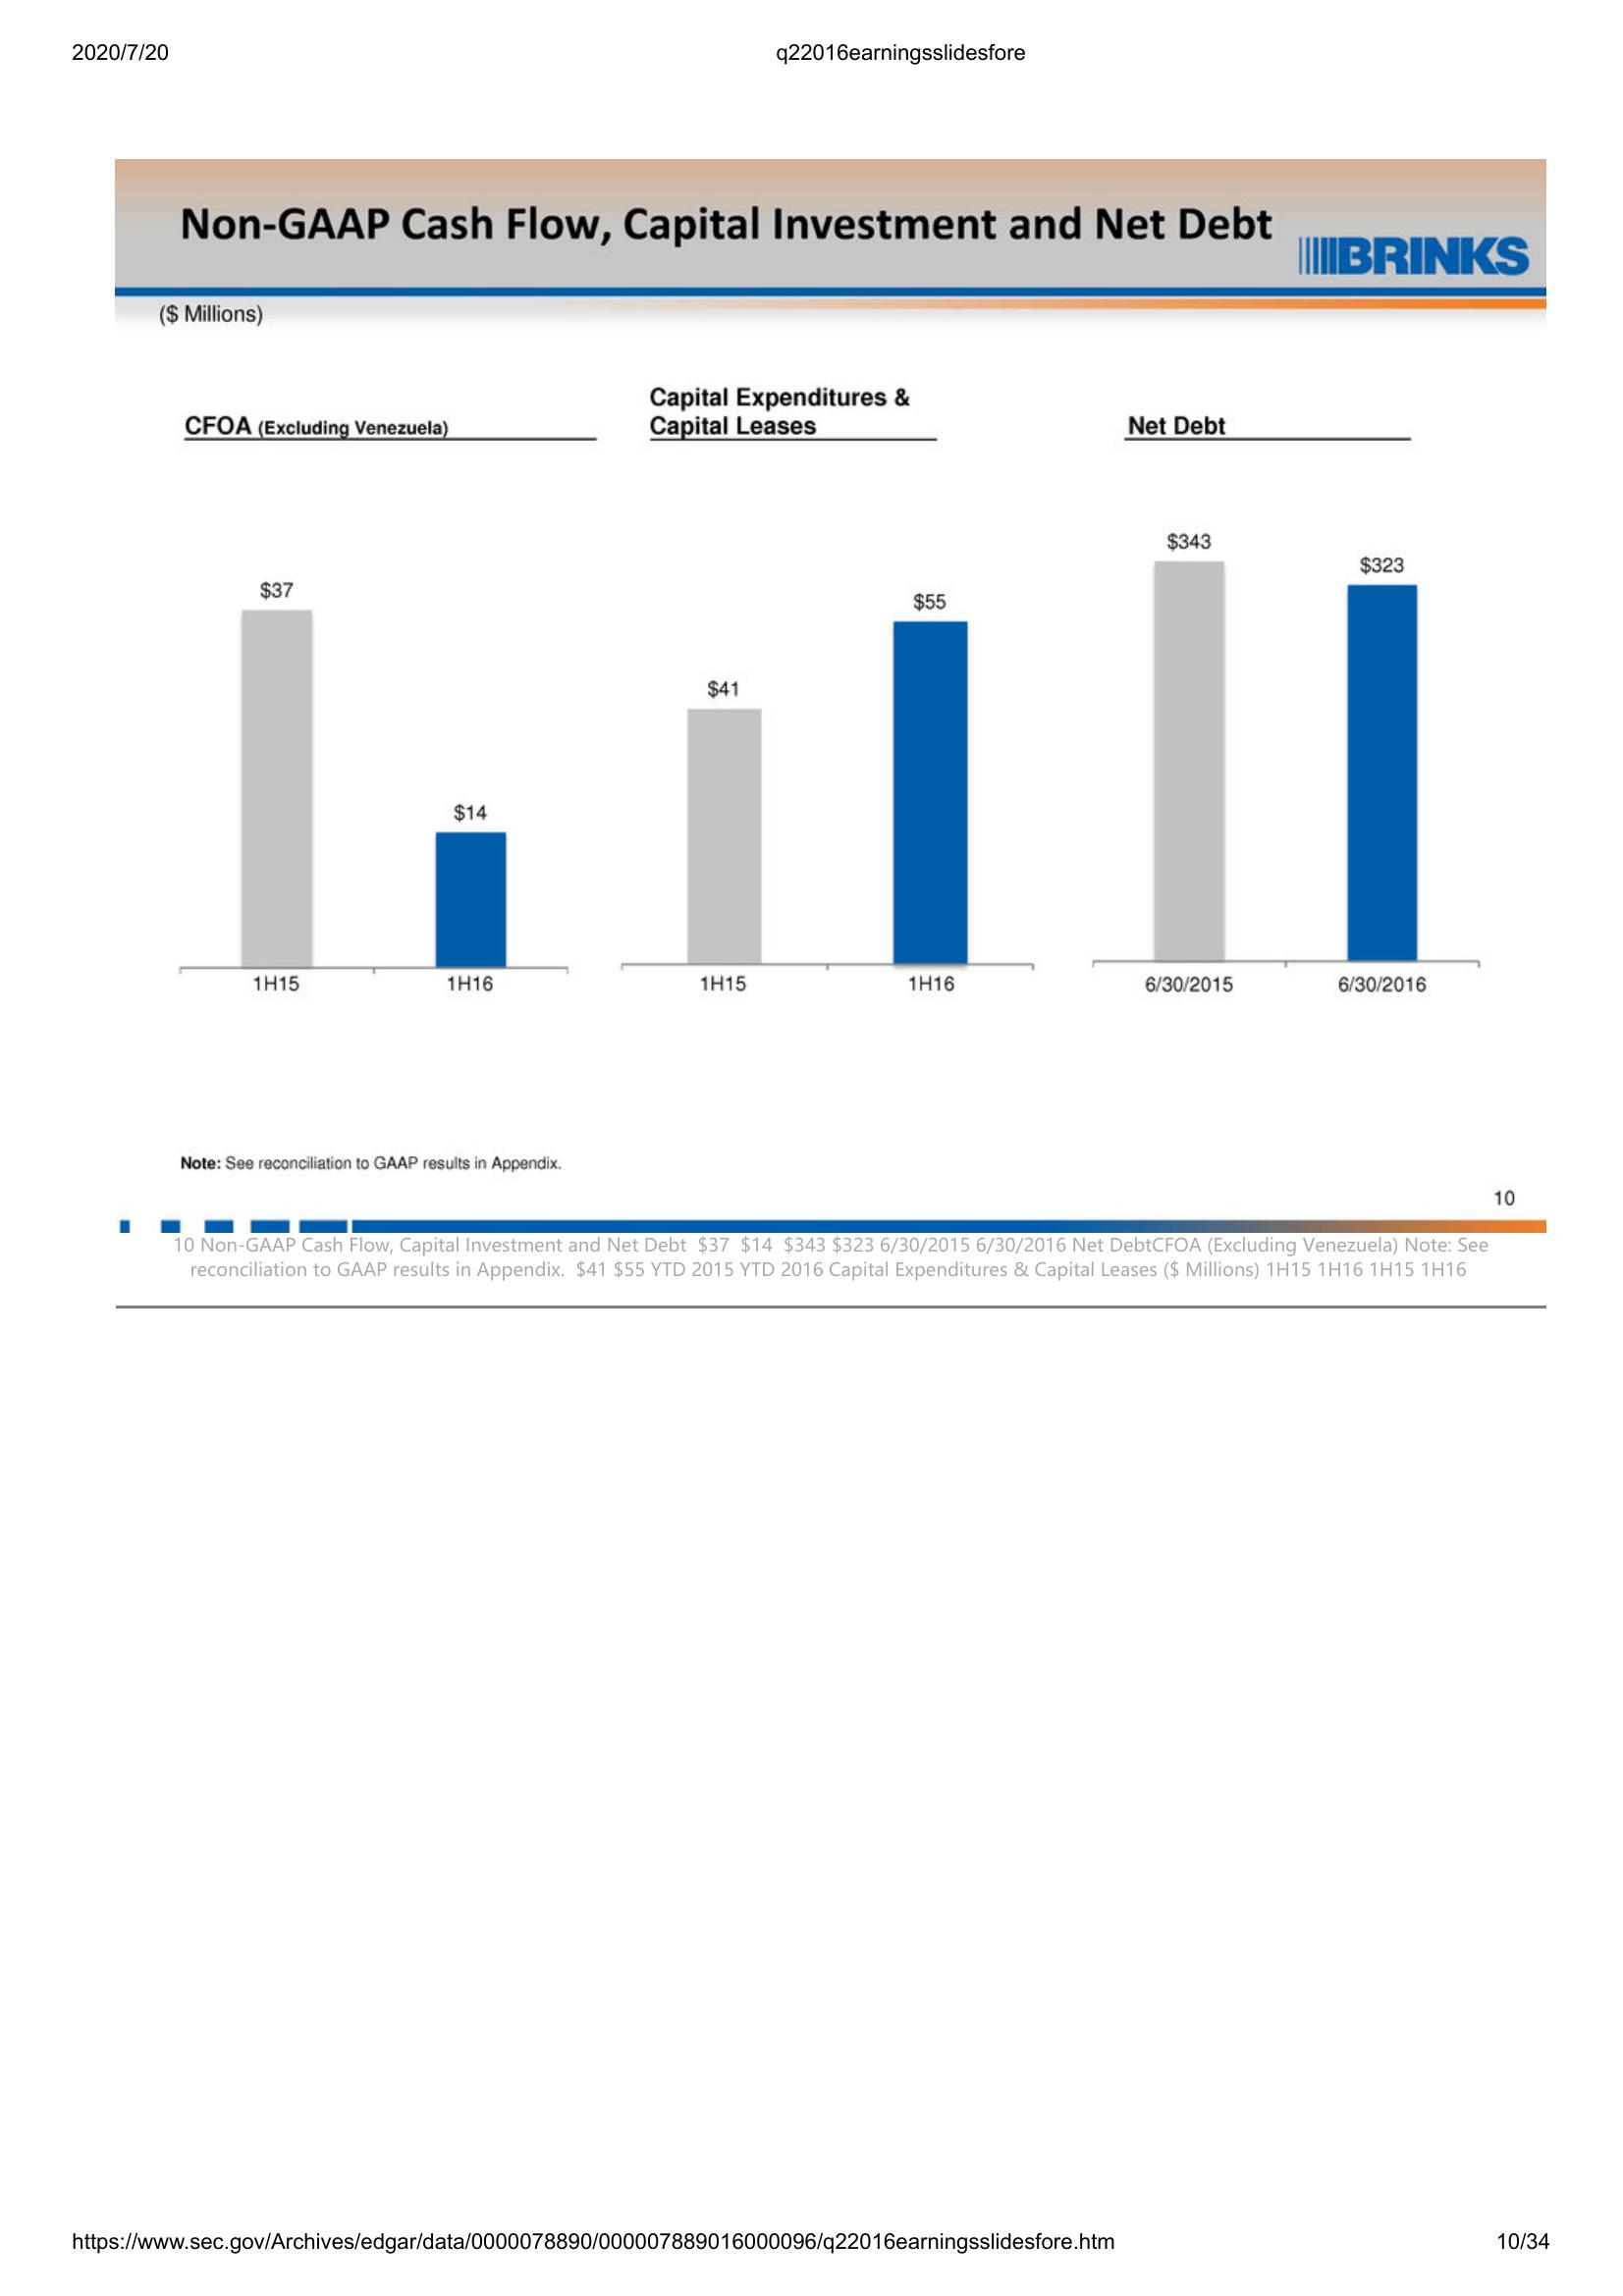 2020/7/20 q22016earningsslidesfore
Non-GAAP Cash Flow, Capital Investment and Net Debt
BRINKS
($ Millions)
CFOA (Excluding Venezuela)
Capital Expenditures &
Capital Leases
Net Debt
$37
$14
1H15 1H16
$41
$55
1H15 1H16
$343
$323
6/30/2015 6/30/2016
Note: See reconciliation to GAAP results in Appendix.
10
10 Non-GAAP Cash Flow, Capital Investment and Net Debt $37 $14 $343 $323 6/30/2015 6/30/2016 Net DebtCFOA (Excluding Venezuela) Note: See
reconciliation to GAAP results in Appendix. $41 $55 YTD 2015 YTD 2016 Capital Expenditures & Capital Leases ($ Millions) 1H15 1H16 1H15 1H16
https://www.sec.gov/Archives/edgar/data/0000078890/000007889016000096/q22016earningsslidesfore.htm 10/34